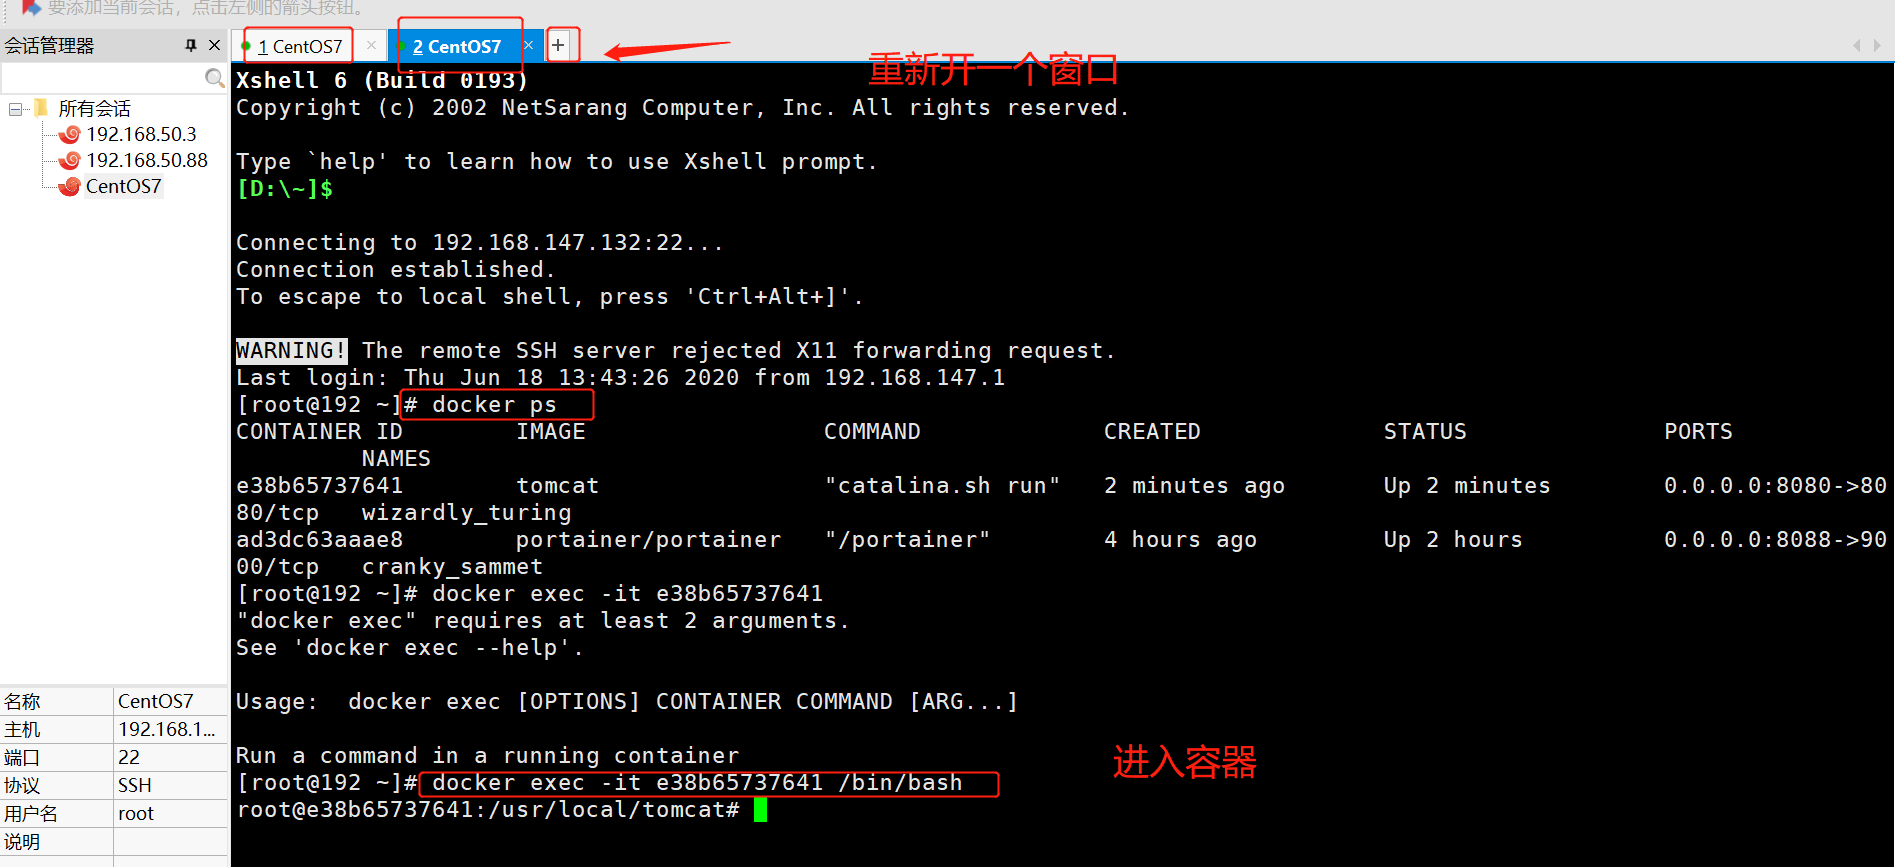 要添加当前会话，点击左侧的箭头按钮。
会话管理器
1 CentOS7
2 CentOS7
+
重新开一个窗口
所有会话
192.168.50.3
192.168.50.88
CentOS7
Xshell 6 (Build 0193)
Copyright (c) 2002 NetSarang Computer, Inc. All rights reserved.
Type `help' to learn how to use Xshell prompt.
[D:\~]$
Connecting to 192.168.147.132:22...
Connection established.
To escape to local shell, press 'Ctrl+Alt+]'.
WARNING! The remote SSH server rejected X11 forwarding request.
Last login: Thu Jun 18 13:43:26 2020 from 192.168.147.1
[root@192 ~]# docker ps
CONTAINER ID        IMAGE                 COMMAND             CREATED             STATUS              PORTS
         NAMES
e38b65737641        tomcat                "catalina.sh run"   2 minutes ago       Up 2 minutes        0.0.0.0:8080->80
80/tcp   wizardly_turing
ad3dc63aaae8        portainer/portainer   "/portainer"        4 hours ago         Up 2 hours          0.0.0.0:8088->90
00/tcp   cranky_sammet
[root@192 ~]# docker exec -it e38b65737641
"docker exec" requires at least 2 arguments.
See 'docker exec --help'.
Usage:  docker exec [OPTIONS] CONTAINER COMMAND [ARG...]
Run a command in a running container
进入容器
[root@192 ~]# docker exec -it e38b65737641 /bin/bash
root@e38b65737641:/usr/local/tomcat#
名称 CentOS7
主机 192.168.1...
端口 22
协议 SSH
用户名 root
说明